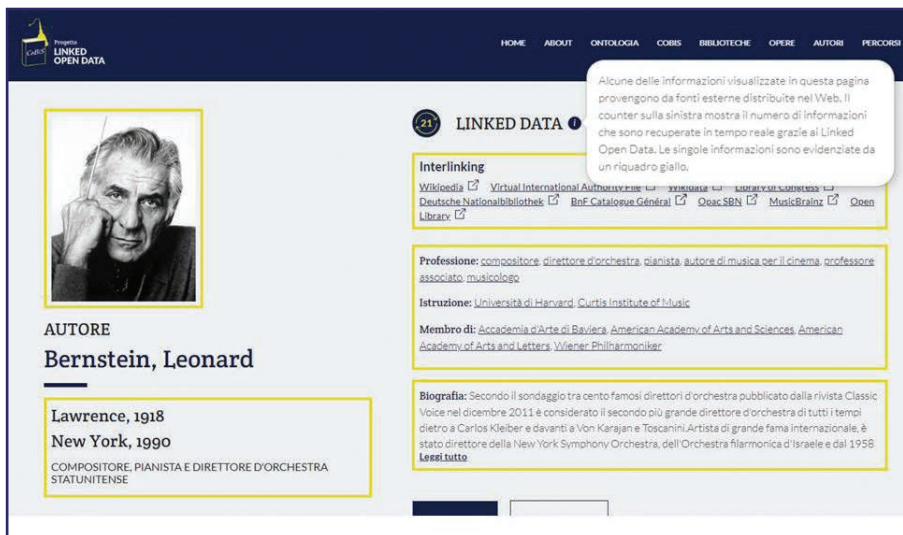 CoBiS
Progetto
LINKED
OPEN DATA
HOME ABOUT ONTOLOGIA COBIS BIBLIOTECHE OPERE AUTORI PERCORSI
Alcune delle informazioni visualizzate in questa pagina
provengono da fonti esterne distribuite nel Web. Il
counter sulla sinistra mostra il numero di informazioni
che sono recuperate in tempo reale grazie ai Linked
Open Data. Le singole informazioni sono evidenziate da
un riquadro giallo.
21 LINKED DATA i
Interlinking
Wikipedia Virtual International Authority File Wikidata Library of Congress
Deutsche Nationalbibliothek BnF Catalogue Général Opac SBN MusicBrainz Open
Library
Professione: compositore, direttore d'orchestra, pianista, autore di musica per il cinema, professore
associato, musicologo
Istruzione: Università di Harvard, Curtis Institute of Music
Membro di: Accademia d'Arte di Baviera, American Academy of Arts and Sciences, American
Academy of Arts and Letters, Wiener Philharmoniker
AUTORE
Bernstein, Leonard
Lawrence, 1918
New York, 1990
COMPOSITORE, PIANISTA E DIRETTORE D'ORCHESTRA
STATUNITENSE
Biografia: Secondo il sondaggio tra cento famosi direttori d'orchestra pubblicato dalla rivista Classic
Voice nel dicembre 2011 è considerato il secondo più grande direttore d'orchestra di tutti i tempi
dietro a Carlos Kleiber e davanti a Von Karajan e Toscanini.Artista di grande fama internazionale, è
stato direttore della New York Symphony Orchestra, dell'Orchestra filarmonica d'Israele e dal 1958
Leggi tutto